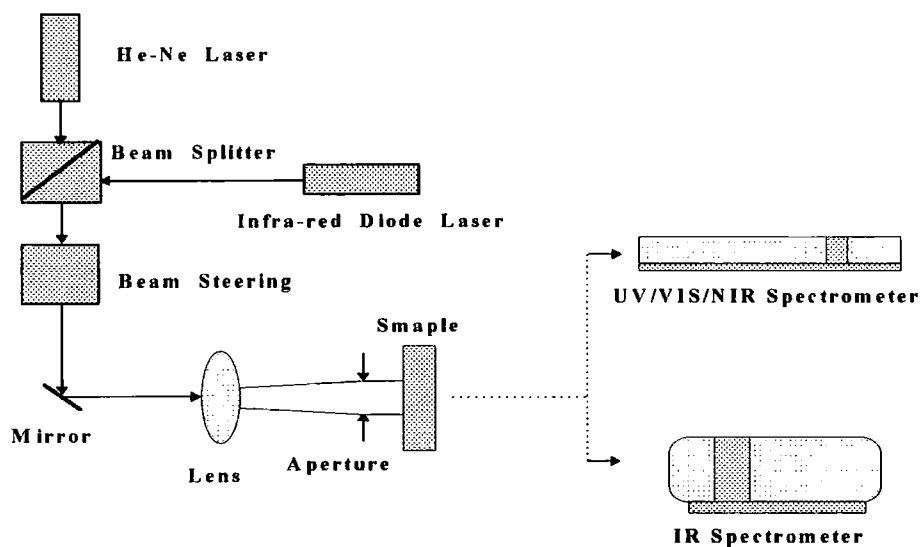 He-Ne Laser
Beam Splitter
Infra-red Diode Laser
Beam Steering
UV/VIS/NIR Spectrometer
Smaple
Mirror
Lens
Aperture
IR Spectrometer